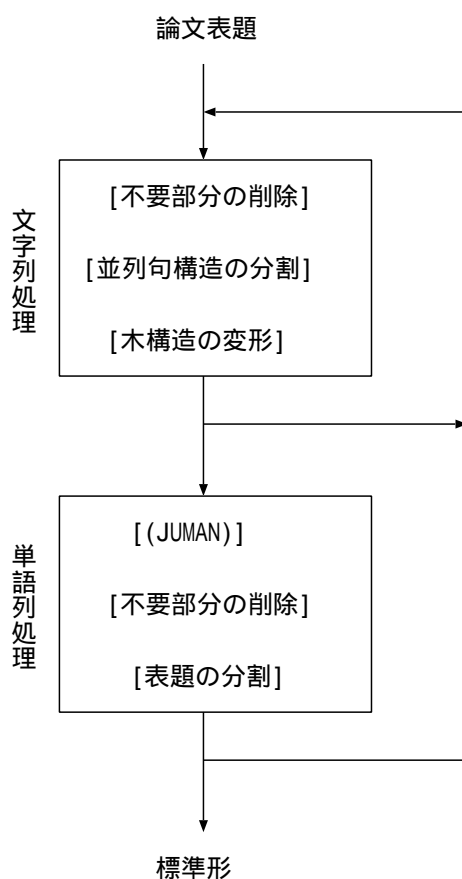 論文表題
文字列処理
[不要部分の削除]
[並列句構造の分割]
[木構造の変形]
単語列処理
[(JUMAN)]
[不要部分の削除]
[表題の分割]
標準形